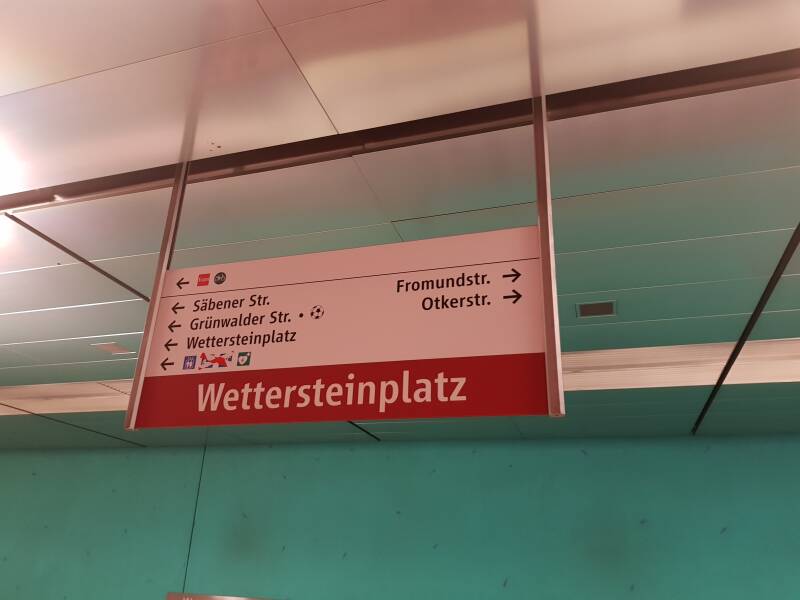 Säbener Str.
Grünwalder Str. •
Wettersteinplatz
Fromundstr.
Otkerstr.
Wettersteinplatz